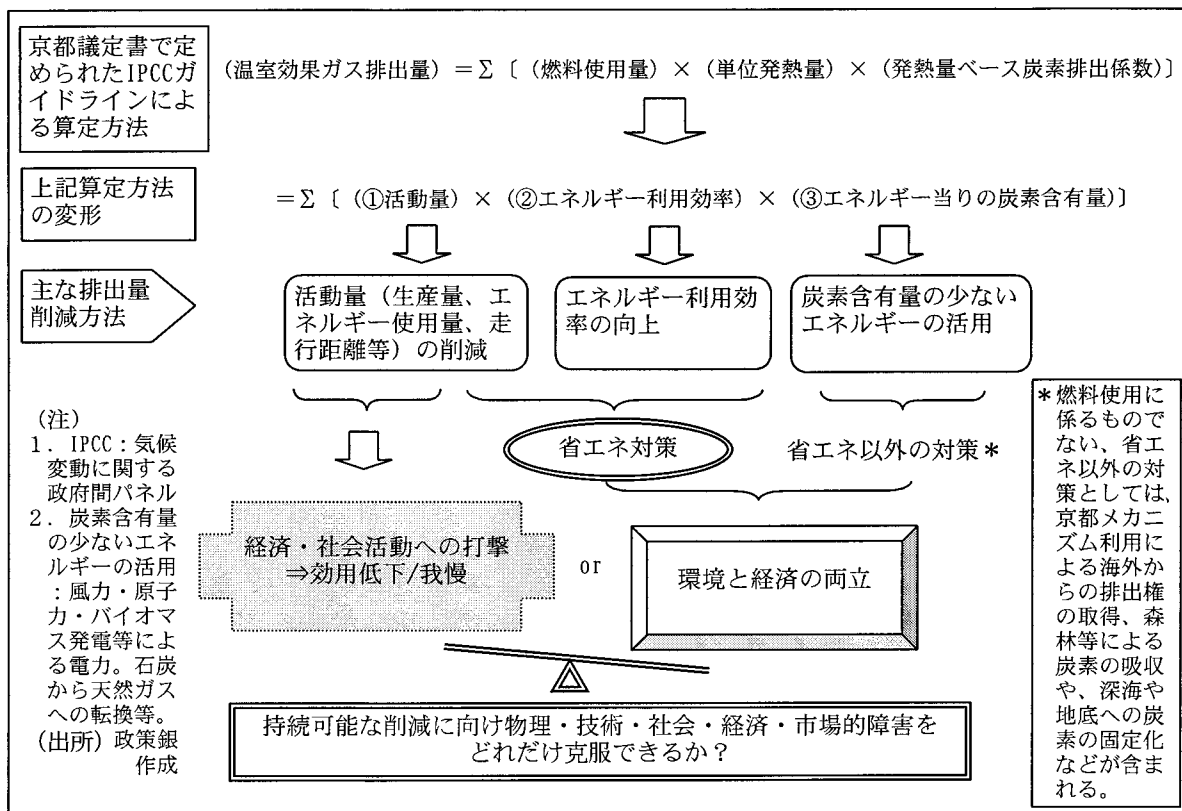 京都議定書で定
められたIPCCガ
イドラインによ
る算定方法
(温室効果ガス排出量) ＝Σ〔（燃料使用量）×（単位発熱量）×（発熱量ベース炭素排出係数)〕
上記算定方法
の変形
＝Σ〔（①活動量）×（②エネルギー利用効率）×（③エネルギー当りの炭素含有量)〕
主な排出量
削減方法
活動量（生産量、エ
ネルギー使用量、走
行距離等）の削減
エネルギー利用効
率の向上
炭素含有量の少ない
エネルギーの活用
省エネ対策
省エネ以外の対策＊
経済・社会活動への打撃
⇒効用低下/我慢
or
環境と経済の両立
持続可能な削減に向け物理・技術・社会・経済・市場的障害を
どれだけ克服できるか？
（注）
1．IPCC：気候
変動に関する
政府間パネル
2．炭素含有量
の少ないエネ
ルギーの活用
：風力・原子
力・バイオマ
ス発電等によ
る電力。石炭
から天然ガス
への転換等。
（出所）政策銀
作成
＊燃料使用に
係るもので
ない、省エ
ネ以外の対
策としては、
京都メカニ
ズム利用に
よる海外か
らの排出権
の取得、森
林等による
炭素の吸収
や、深海や
地底への炭
素の固定化
などが含ま
れる。